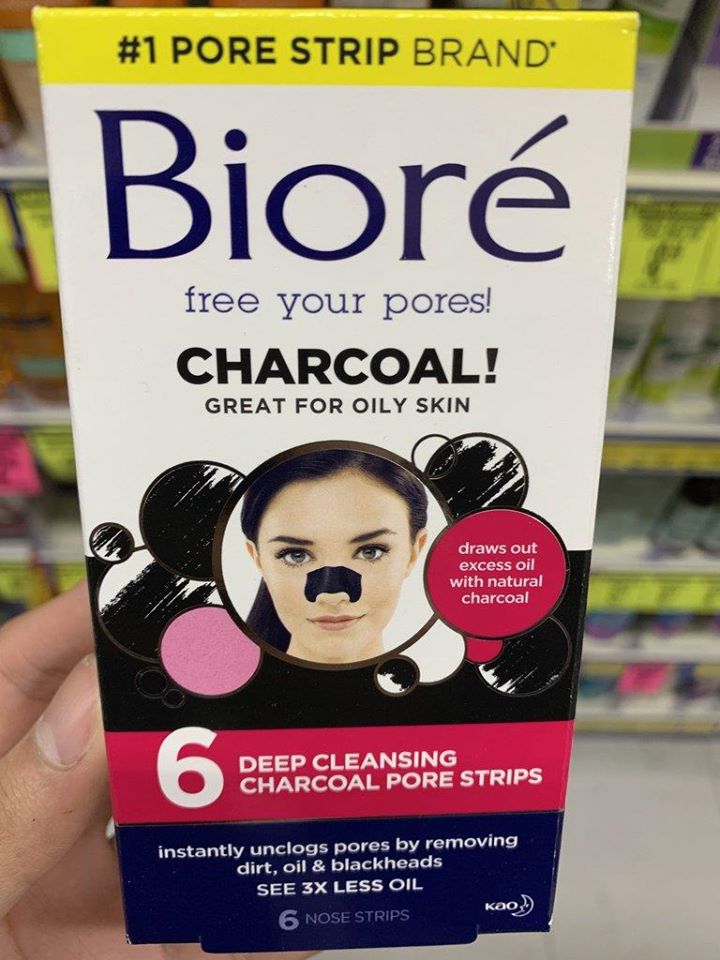 #1 PORE STRIP BRAND*
Bioré
free your pores!
CHARCOAL!
GREAT FOR OILY SKIN
draws out
excess oil
with natural
charcoal
6 DEEP CLEANSING
CHARCOAL PORE STRIPS
instantly unclogs pores by removing
dirt, oil & blackheads
SEE 3X LESS OIL
6 NOSE STRIPS
Kao